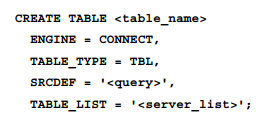 CREATE TABLE <table_name>
ENGINE = CONNECT,
TABLE_TYPE = TBL,
SRCDEF = '<query>',
TABLE_LIST = '<server_list>';